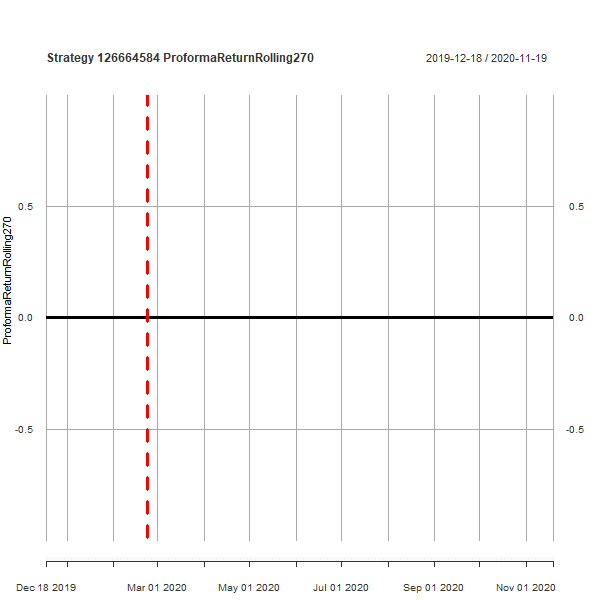 Strategy 126664584 ProformaReturnRolling270
2019-12-18 / 2020-11-19
ProformaReturnRolling270
0.5
0.5
0.0
0.0
-0.5
-0.5
Dec 18 2019
Mar 01 2020
May 01 2020
Jul 01 2020
Sep 01 2020
Nov 01 2020